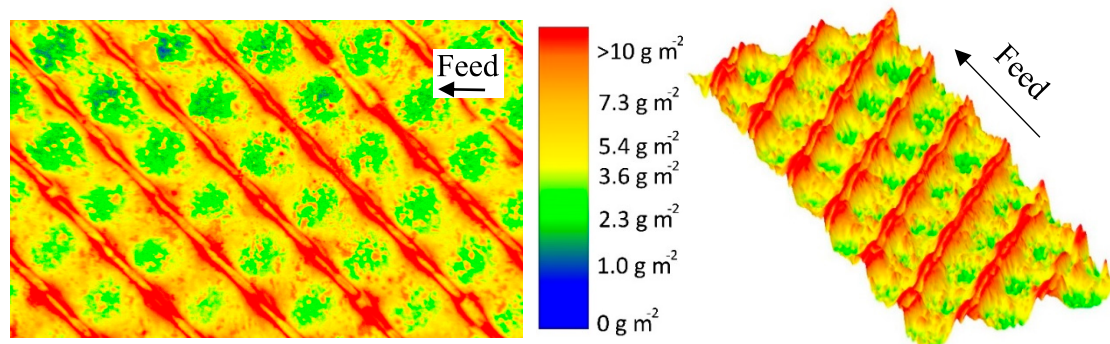 Feed
>10 g m⁻²
7.3 g m⁻²
5.4 g m⁻²
3.6 g m⁻²
2.3 g m⁻²
1.0 g m⁻²
0 g m⁻²
Feed